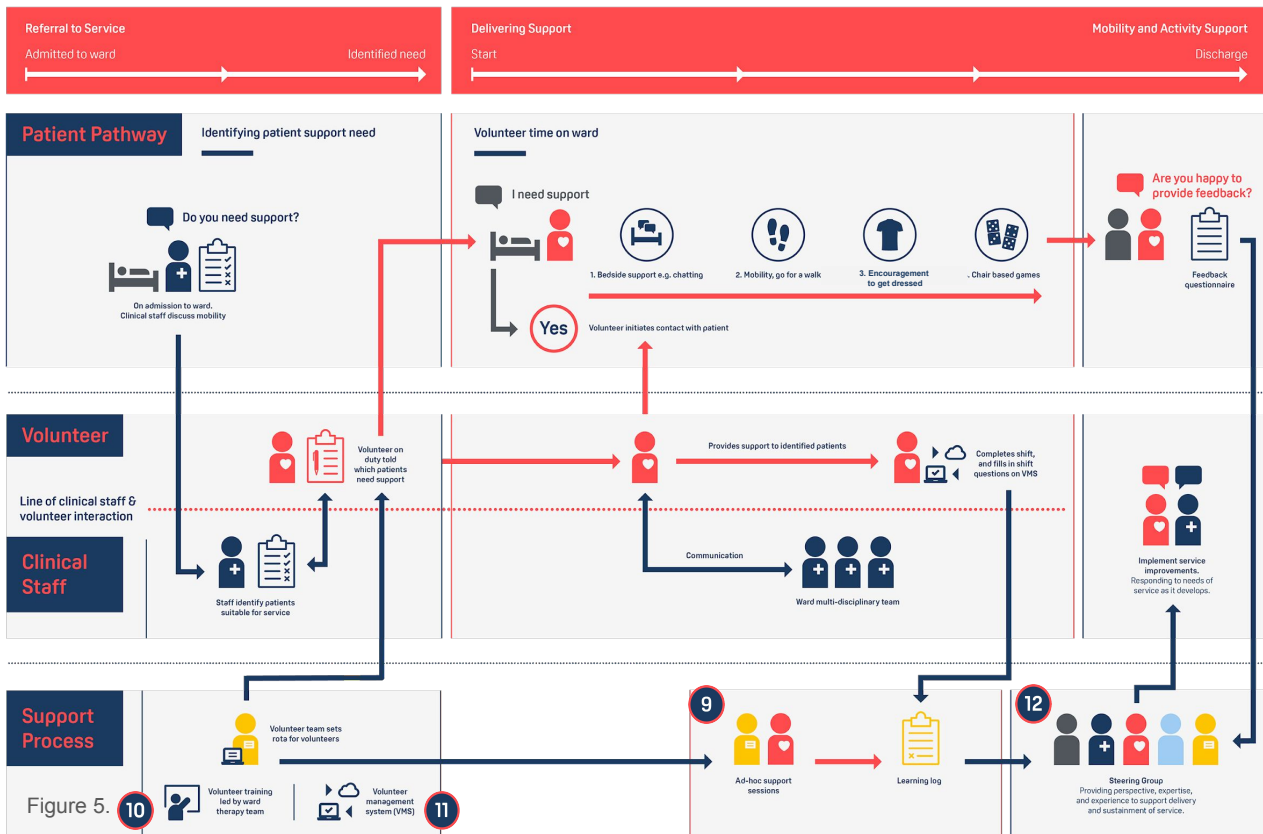 Referral to Service
Admitted to ward
Identified need
Delivering Support
Mobility and Activity Support
Start
Discharge
Patient Pathway
Identifying patient support need
Do you need support?
On admission to ward.
Clinical staff discuss mobility
Volunteer time on ward
I need support
1. Bedside support e.g. chatting
2. Mobility, go for a walk
3. Encouragement
to get dressed
. Chair based games
Yes
Volunteer initiates contact with patient
Are you happy to
provide feedback?
Feedback
questionnaire
Volunteer
Volunteer on
duty told
which patients
need support
Provides support to identified patients
Completes shift,
and fills in shift
questions on VMS
Line of clinical staff &
volunteer interaction
Clinical
Staff
Staff identify patients
suitable for service
Communication
Ward multi-disciplinary team
Implement service
improvements.
Responding to needs of
service as it develops.
Support
Process
Volunteer team sets
rota for volunteers
Figure 5.
10
Volunteer training
led by ward
therapy team
Volunteer
management
system (VMS)
11
9
Ad-hoc support
sessions
Learning log
12
Steering Group
Providing perspective, expertise,
and experience to support delivery
and sustainment of service.